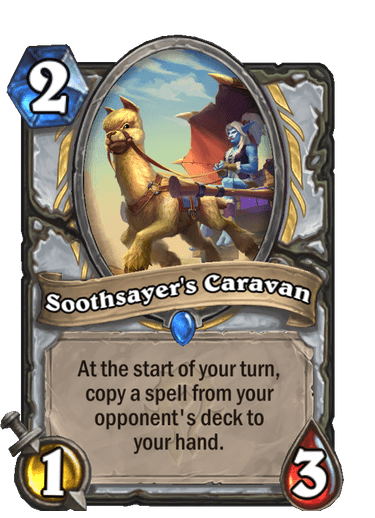 2
Soothsayer's Caravan
At the start of your turn,
copy a spell from your
opponent's deck to
your hand.
1
3